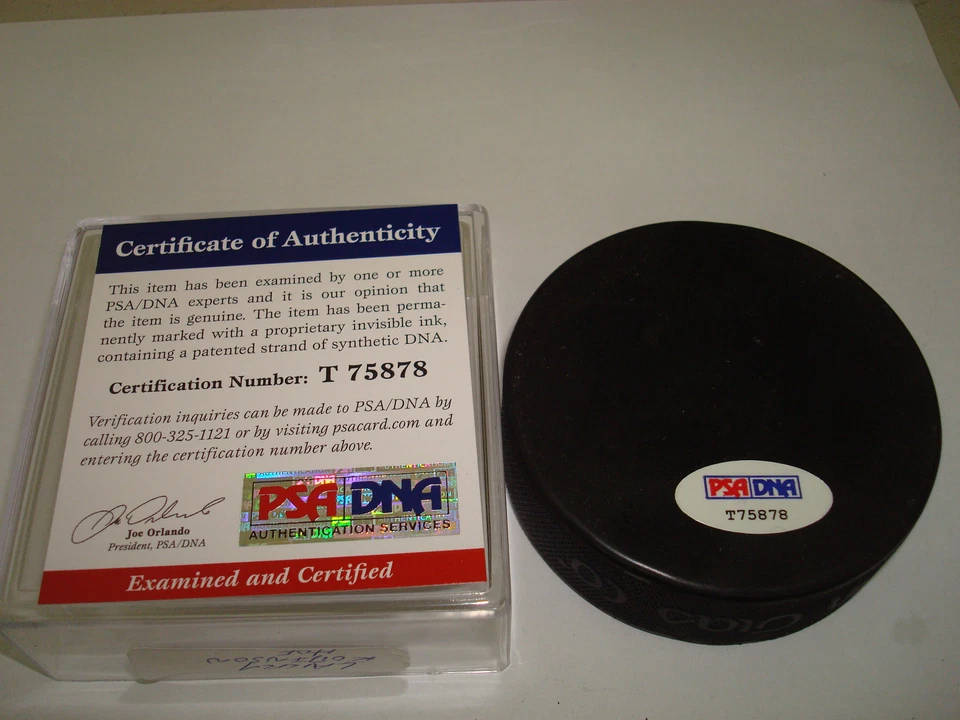 Certificate of Authenticity
This item has been examined by one or more
PSA/DNA experts and it is our opinion that
the item is genuine. The item has been perma-
nently marked with a proprietary invisible ink,
containing a patented strand of synthetic DNA.
Certification Number: T 75878
Verification inquiries can be made to PSA/DNA by
calling 800-325-1121 or by visiting psacard.com and
entering the certification number above.
PSA DNA
AUTHENTICATION SERVICES
Joe Orlando
President, PSA/DNA
Examined and Certified
LARRY
ROBINSON
HOF
PSA DNA
T75878